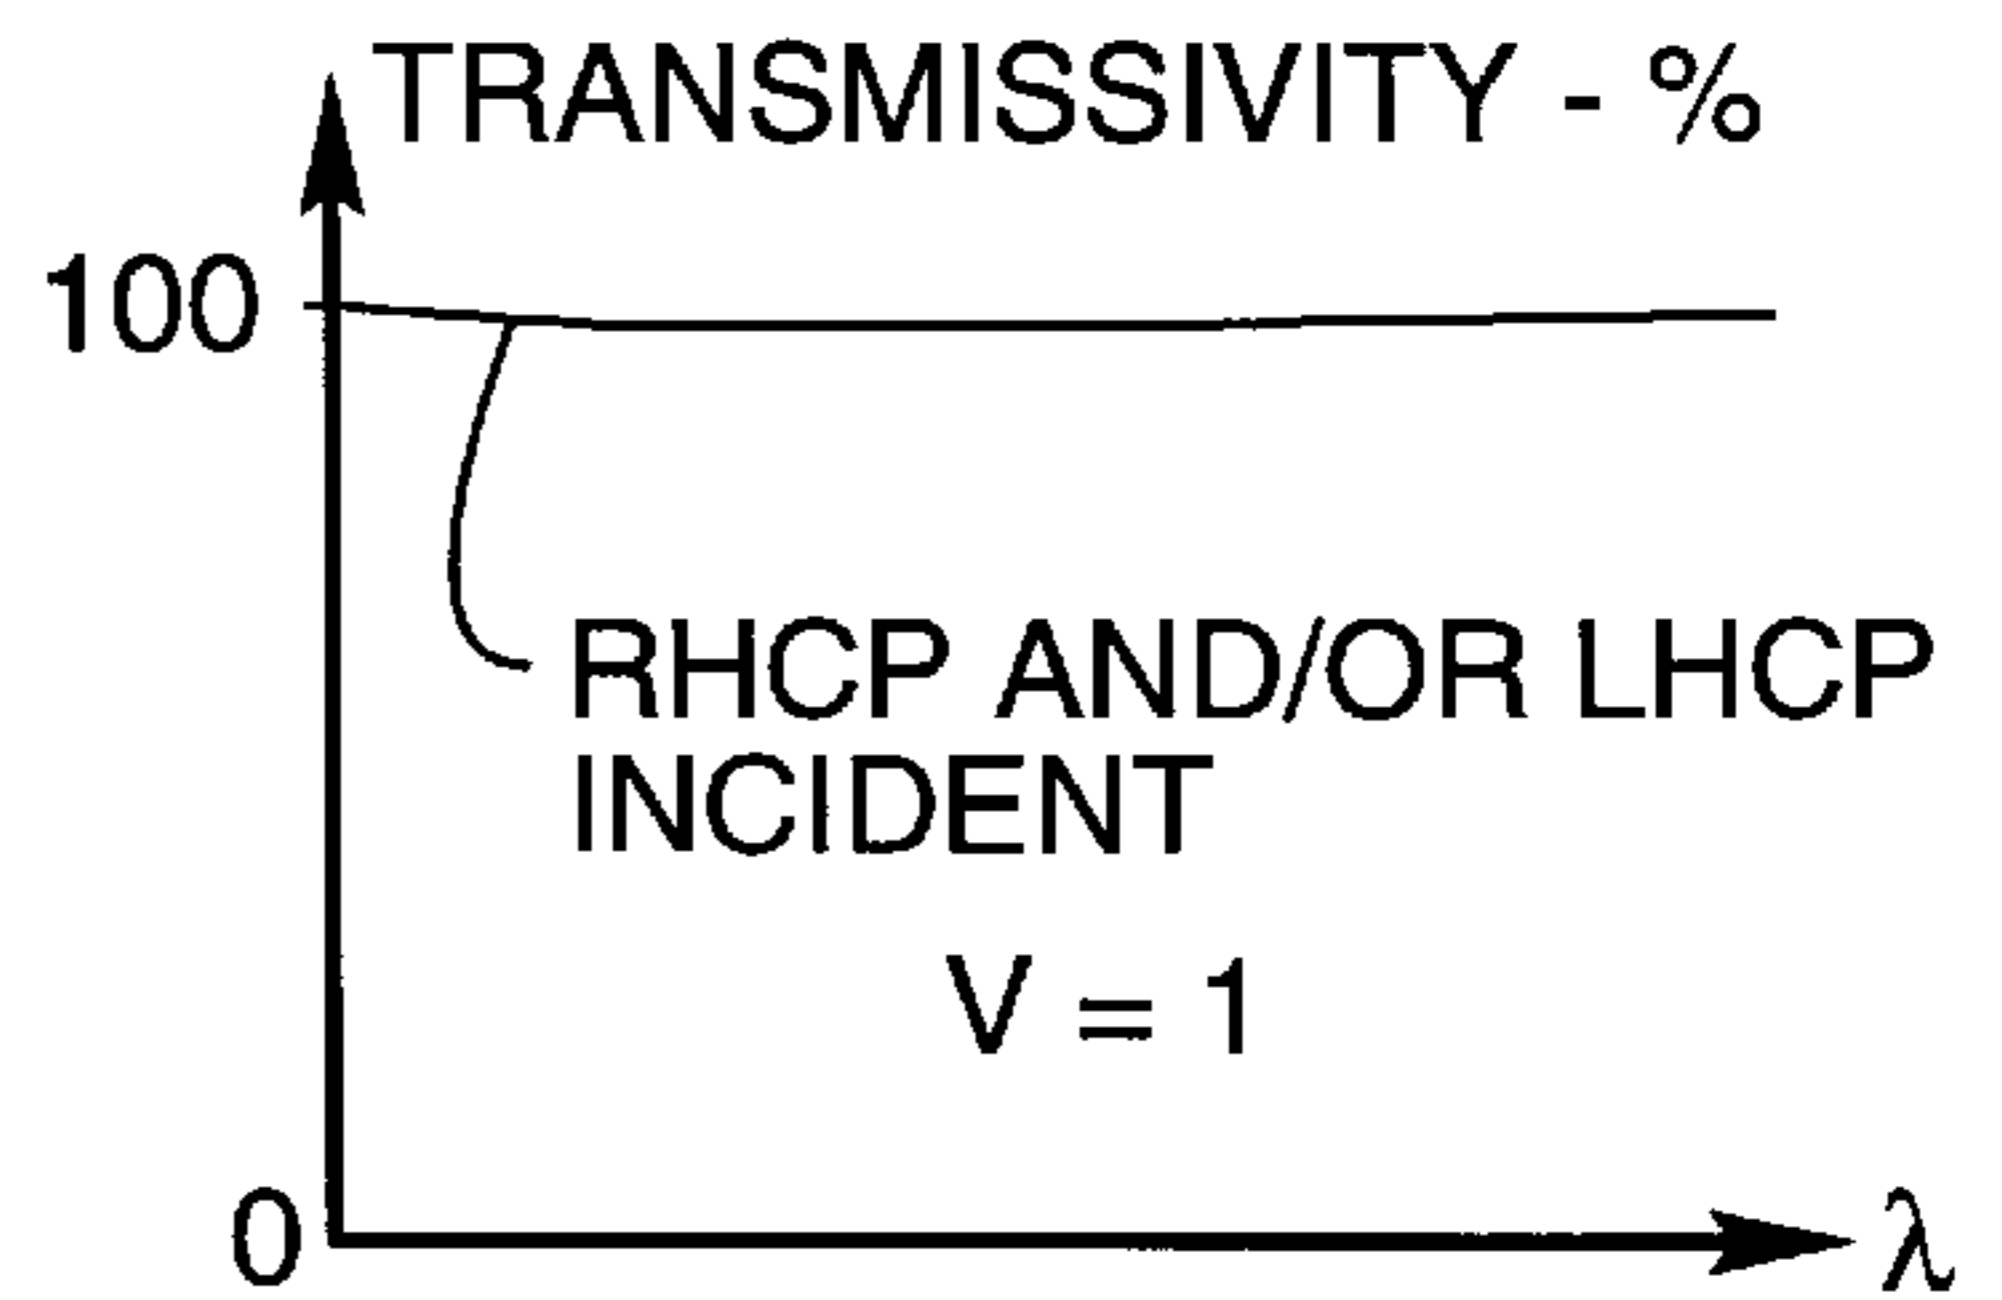 TRANSMISSIVITY - %
100
RHCP AND/OR LHCP
INCIDENT
V = 1
0
λ